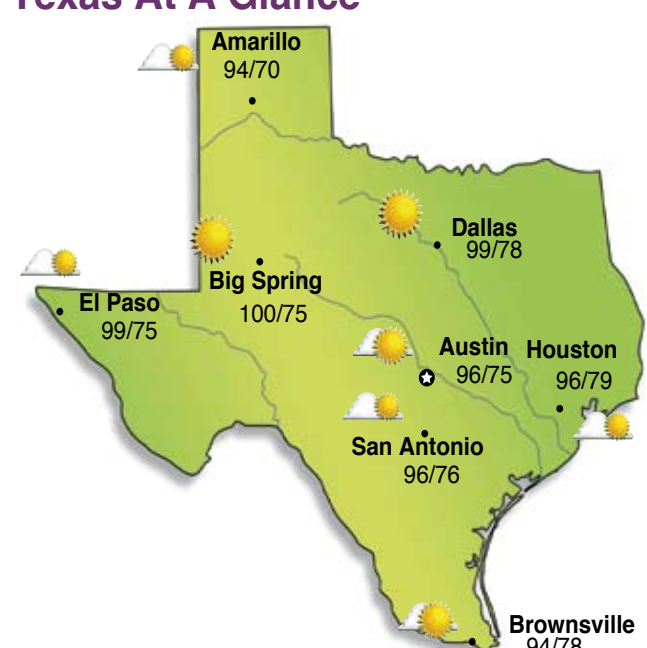 Texas At A Glance
Amarillo
94/70
Dallas
99/78
Big Spring
100/75
El Paso
99/75
Austin
96/75
Houston
96/79
San Antonio
96/76
Brownsville
94/78